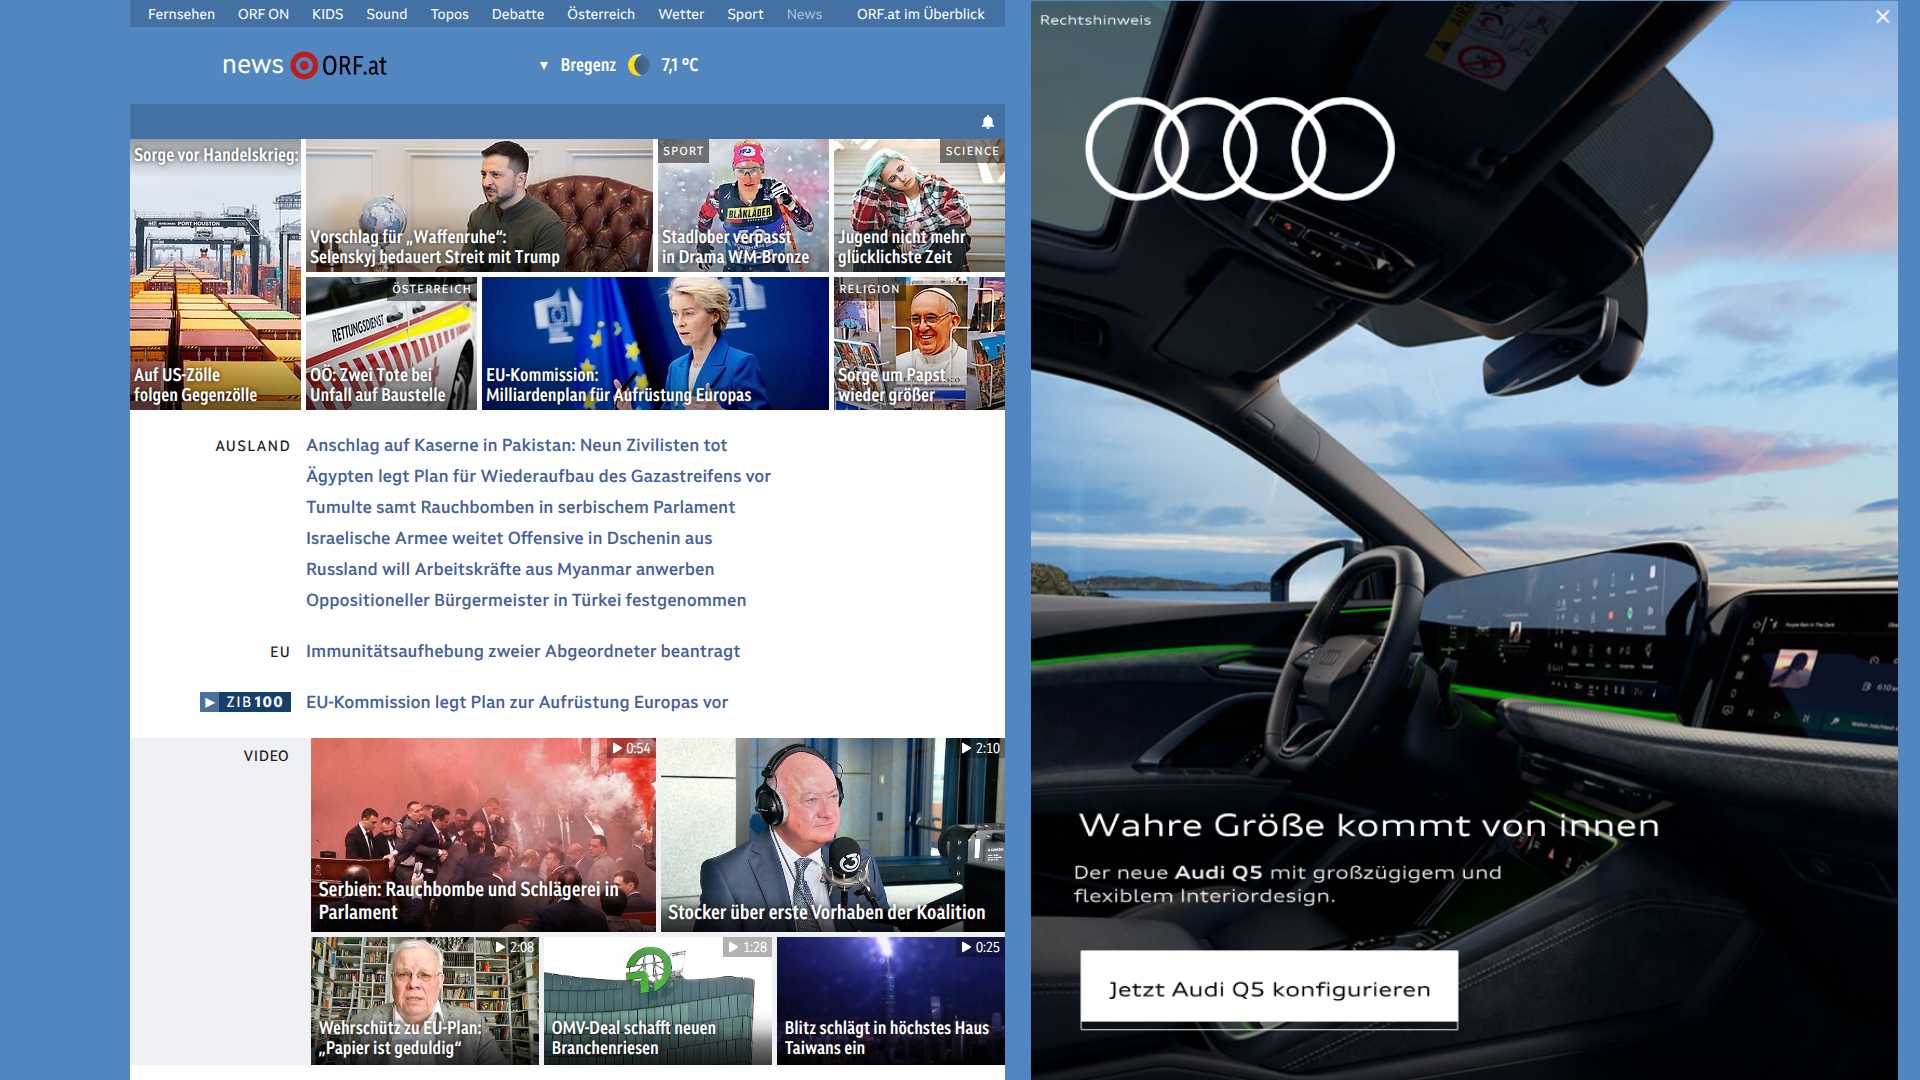 Fernsehen ORF ON KIDS Sound Topos Debatte Österreich Wetter Sport News ORF.at im Überblick
news ORF.at
Bregenz 7,1 °C
Sorge vor Handelskrieg:
PORT HOUSTON
Auf US-Zölle
folgen Gegenzölle
Vorschlag für „Waffenruhe“:
Selenskyj bedauert Streit mit Trump
SPORT
BLÅKLÄDER
Stadlober verpasst
in Drama WM-Bronze
SCIENCE
Jugend nicht mehr
glücklichste Zeit
ÖSTERREICH
RETTUNGSDIENST
OÖ: Zwei Tote bei
Unfall auf Baustelle
EU-Kommission:
Milliardenplan für Aufrüstung Europas
RELIGION
Sorge um Papst
wieder größer
AUSLAND
Anschlag auf Kaserne in Pakistan: Neun Zivilisten tot
Ägypten legt Plan für Wiederaufbau des Gazastreifens vor
Tumulte samt Rauchbomben in serbischem Parlament
Israelische Armee weitet Offensive in Dschenin aus
Russland will Arbeitskräfte aus Myanmar anwerben
Oppositioneller Bürgermeister in Türkei festgenommen
EU
Immunitätsaufhebung zweier Abgeordneter beantragt
ZIB100
EU-Kommission legt Plan zur Aufrüstung Europas vor
VIDEO
0:54
Serbien: Rauchbombe und Schlägerei in
Parlament
2:10
Stocker über erste Vorhaben der Koalition
2:08
Wehrschütz zu EU-Plan:
„Papier ist geduldig“
1:28
OMV-Deal schafft neuen
Branchenriesen
0:25
Blitz schlägt in höchstes Haus
Taiwans ein
Rechtshinweis
Wahre Größe kommt von innen
Der neue Audi Q5 mit großzügigem und
flexiblem Interiordesign.
Jetzt Audi Q5 konfigurieren